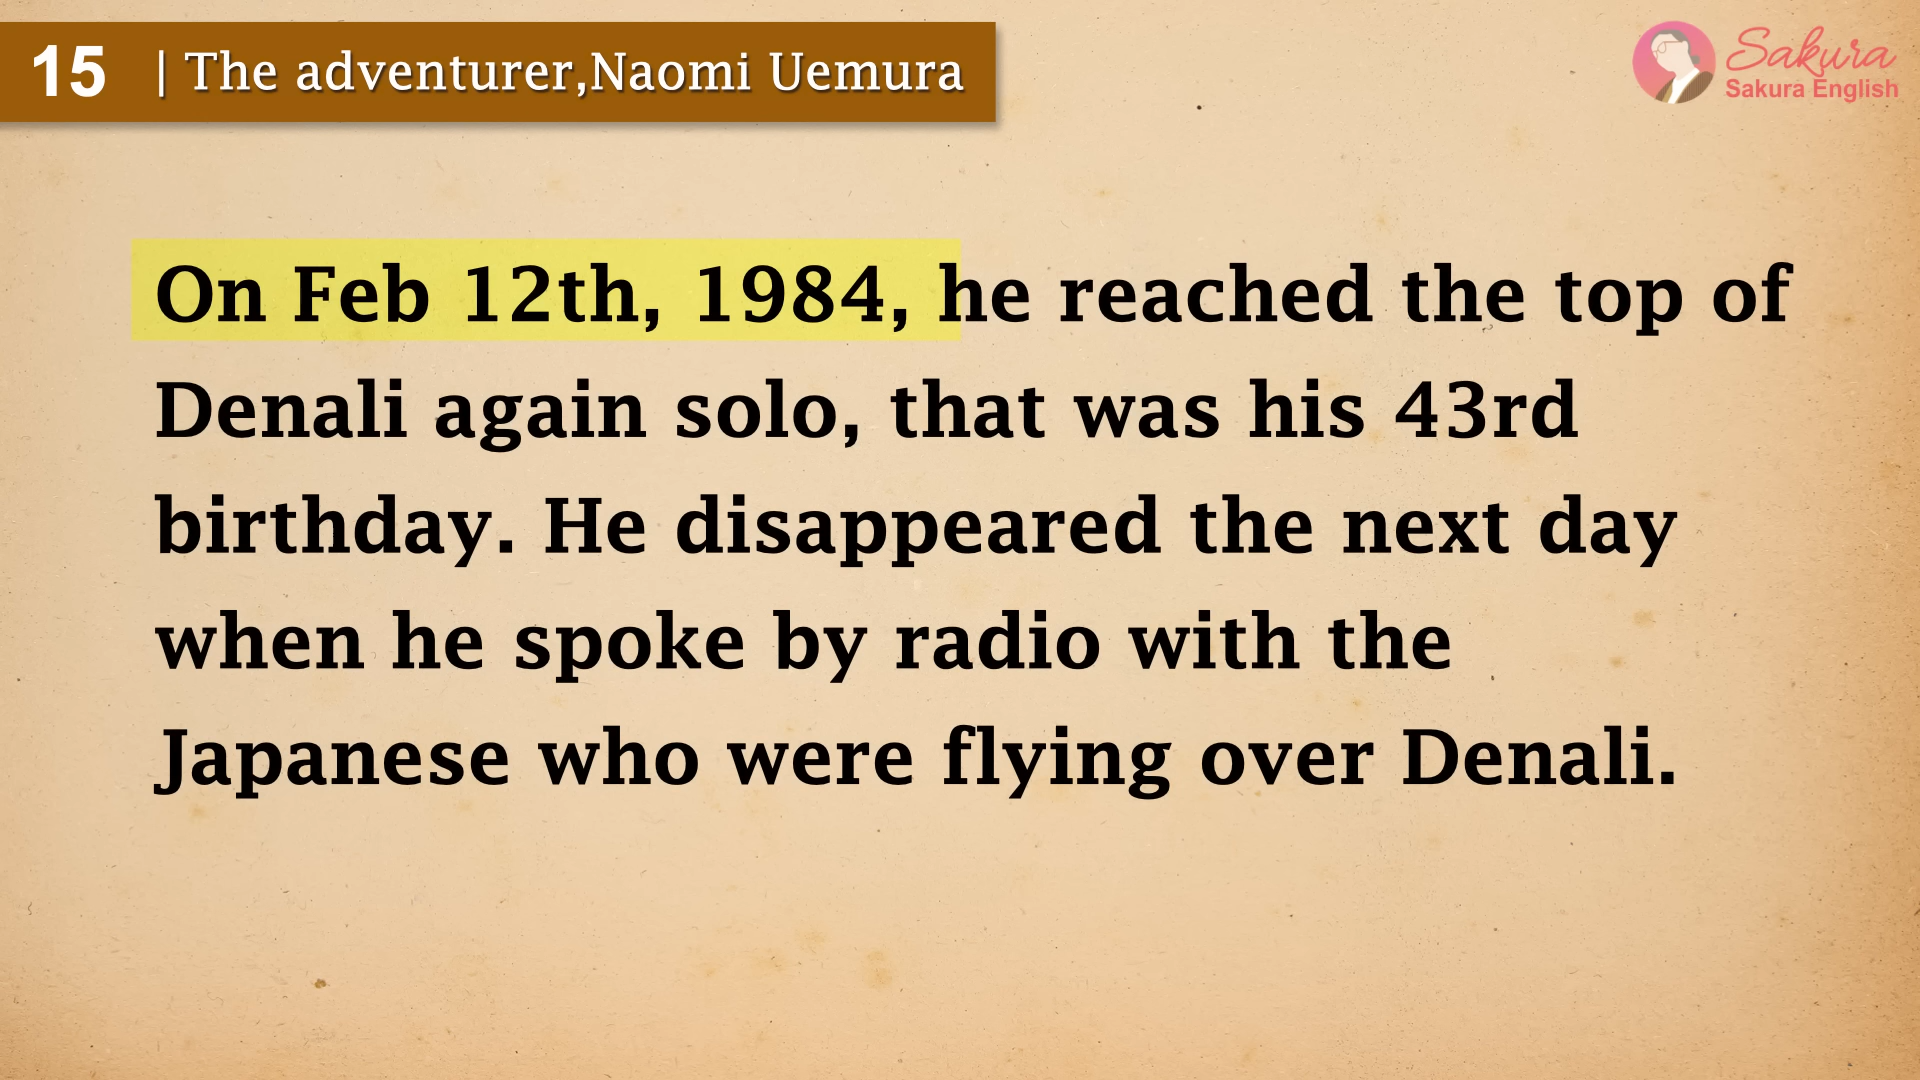 15 | The adventurer,Naomi Uemura
Sakura
Sakura English
On Feb 12th, 1984, he reached the top of
Denali again solo, that was his 43rd
birthday. He disappeared the next day
when he spoke by radio with the
Japanese who were flying over Denali.